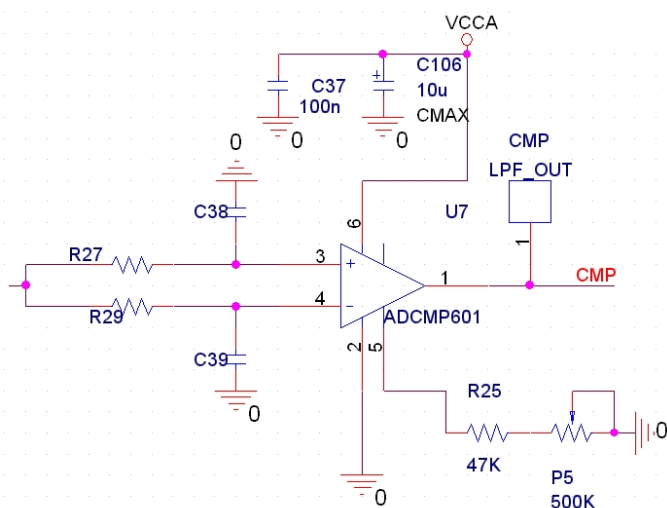 VCCA
C37
100n
0
C106
10u
CMAX
0
CMP
LPF_OUT
1
0
C38
R27
R29
C39
0
3
4
6
2
5
1
+
-
U7
ADCMP601
CMP
R25
47K
P5
500K
0
0
+